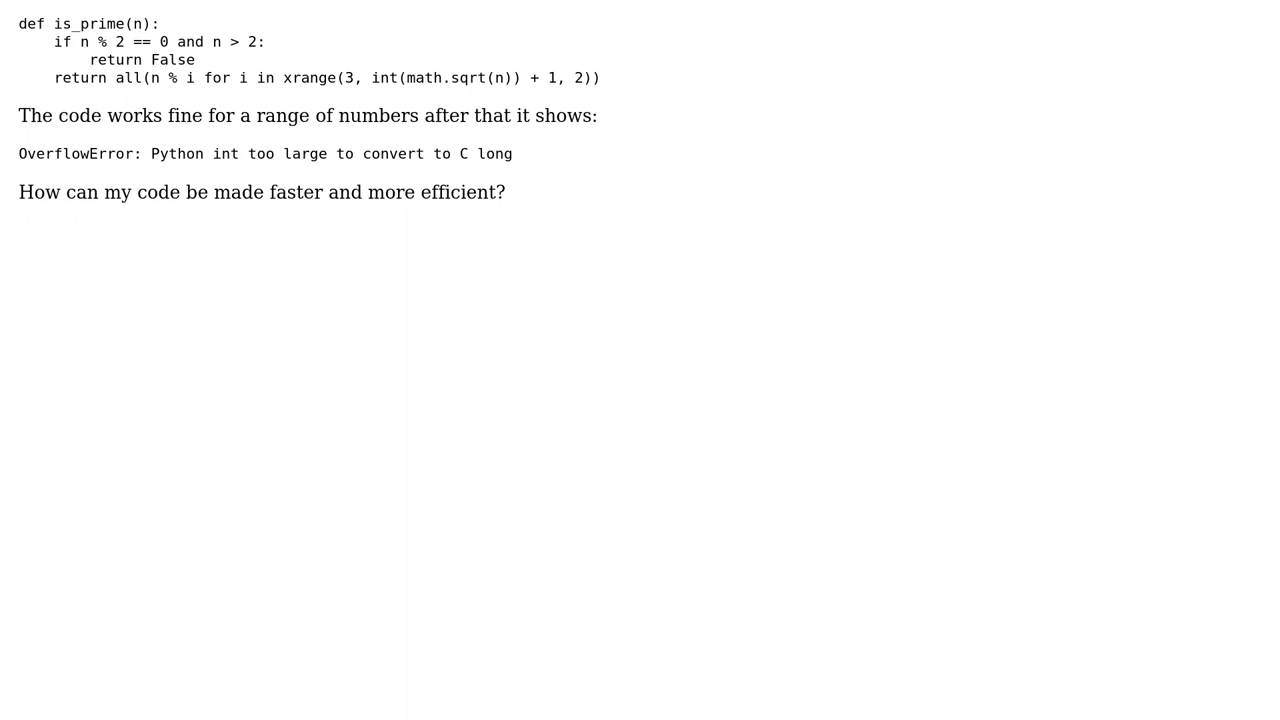 def is_prime(n):
    if n % 2 == 0 and n > 2:
        return False
    return all(n % i for i in xrange(3, int(math.sqrt(n)) + 1, 2))
The code works fine for a range of numbers after that it shows:
OverflowError: Python int too large to convert to C long
How can my code be made faster and more efficient?